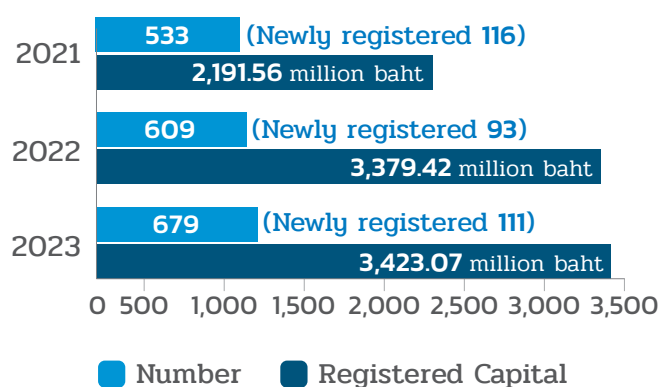 533 (Newly registered 116)
2021
2,191.56 million baht
609 (Newly registered 93)
2022
3,379.42 million baht
679 (Newly registered 111)
2023
3,423.07 million baht
0 500 1,000 1,500 2,000 2,500 3,000 3,500
Number Registered Capital